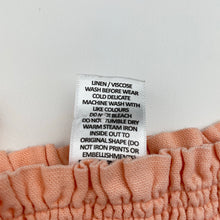 LINEN / VISCOSE
WASH BEFORE WEAR
COLD DELICATE
MACHINE WASH WITH
LIKE COLOURS
DO NOT BLEACH
DO NOT TUMBLE DRY
WARM STEAM IRON
INSIDE OUT TO
ORIGINAL SHAPE (DO
NOT IRON PRINTS OR
EMBELLISHMENTS)